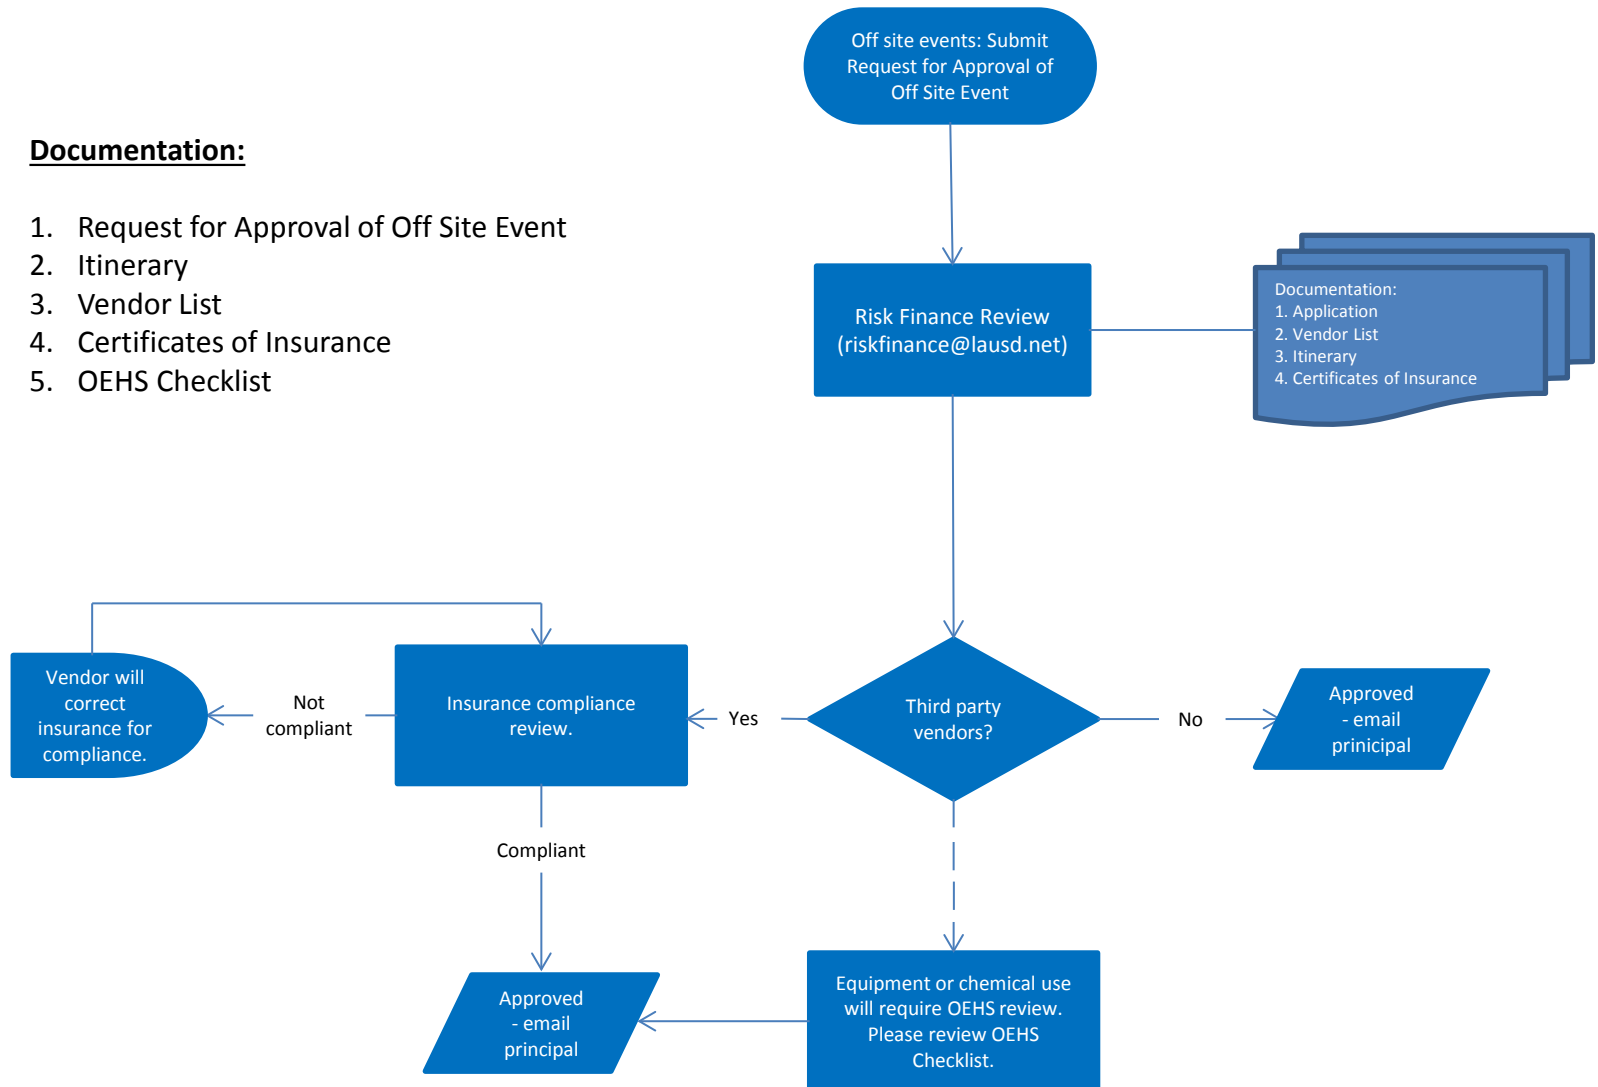 Off site events: Submit
Request for Approval of
Off Site Event
Documentation:
1. Request for Approval of Off Site Event
2. Itinerary
3. Vendor List
4. Certificates of Insurance
5. OEHS Checklist
Risk Finance Review
(riskfinance@lausd.net)
Documentation:
1. Application
2. Vendor List
3. Itinerary
4. Certificates of Insurance
Vendor will
correct
insurance for
compliance.
Not
compliant
Insurance compliance
review.
Yes
Third party
vendors?
No
Approved
- email
prinicipal
Compliant
Approved
- email
principal
Equipment or chemical use
will require OEHS review.
Please review OEHS
Checklist.